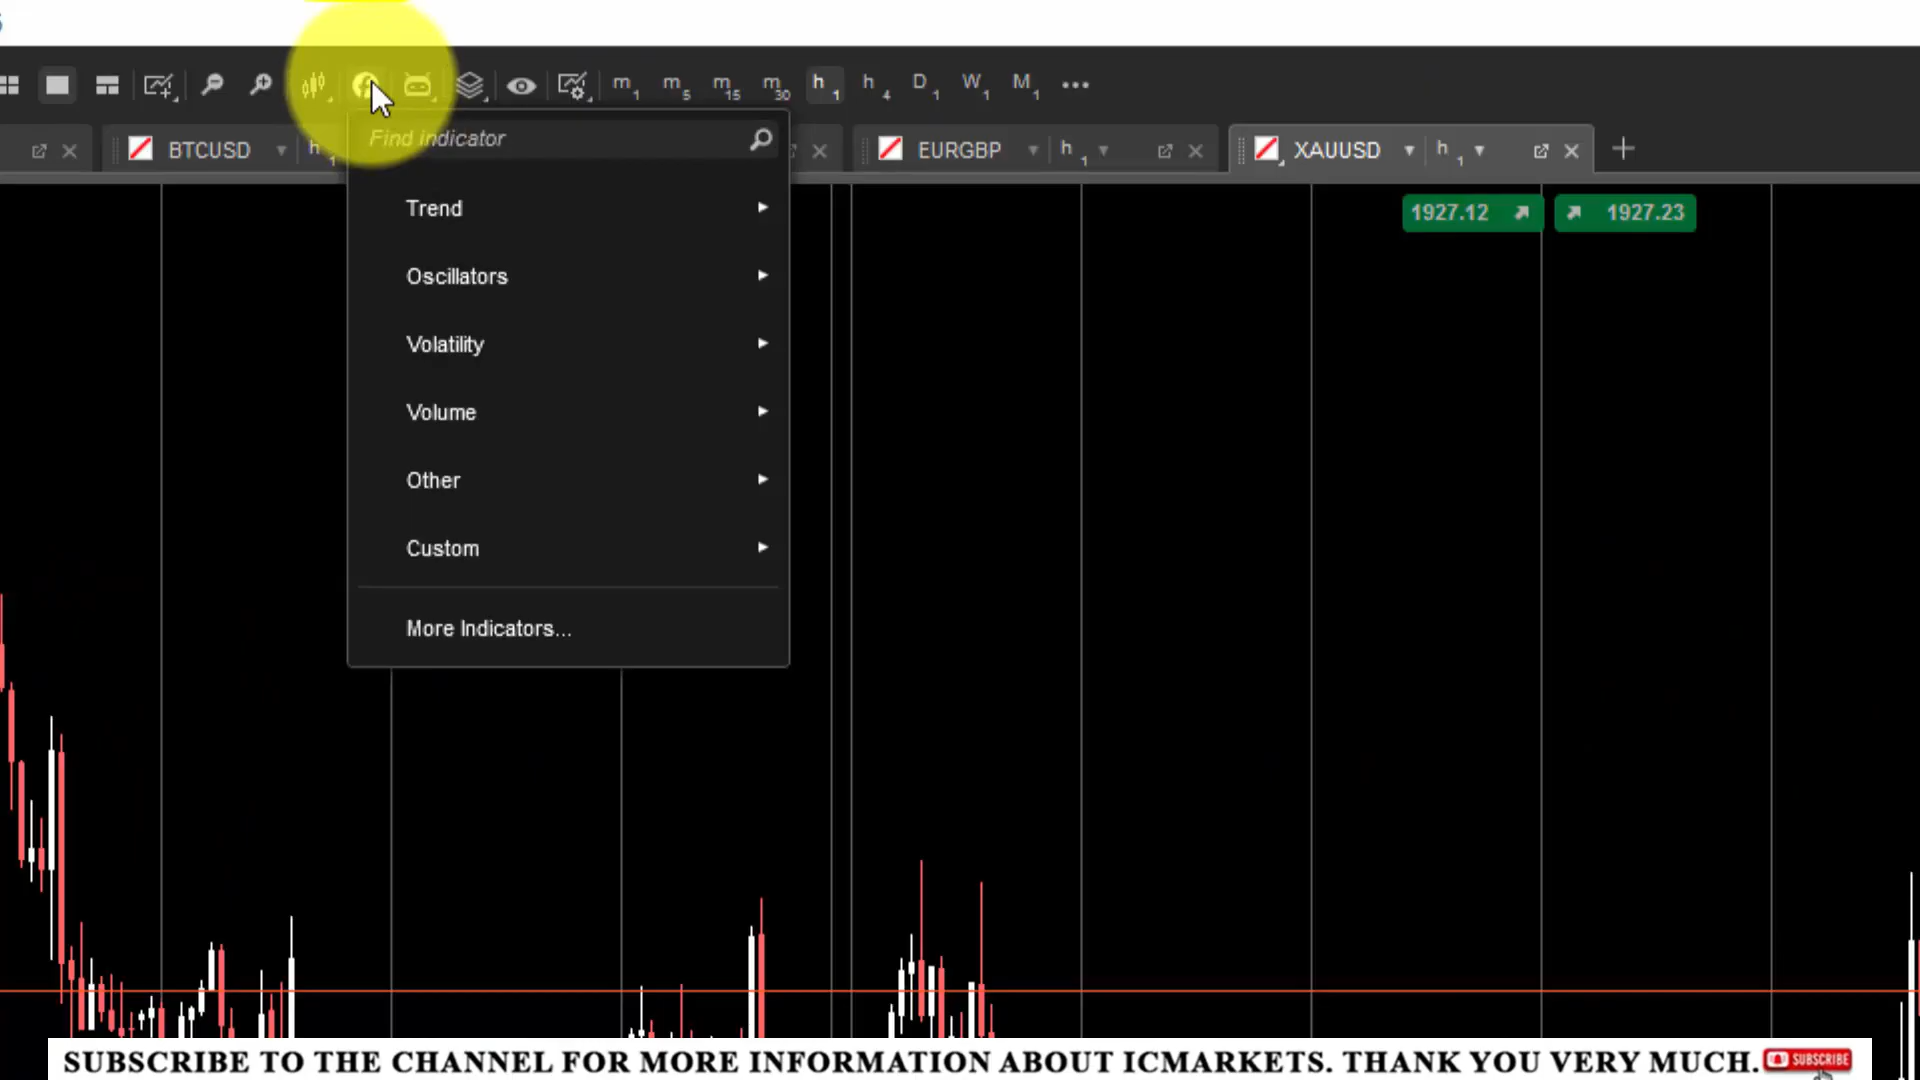 m1 m5 m15 m30 h1 h4 D1 W1 M1
BTCUSD h
EURGBP h1
XAUUSD h1
Find indicator
Trend
Oscillators
Volatility
Volume
Other
Custom
More Indicators...
1927.12
1927.23
SUBSCRIBE TO THE CHANNEL FOR MORE INFORMATION ABOUT ICMARKETS. THANK YOU VERY MUCH.
SUBSCRIBE